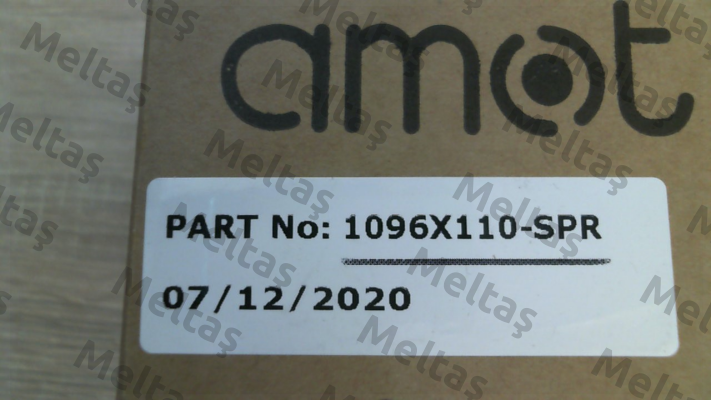 amot
PART No: 1096X110-SPR
07/12/2020
Meltaş